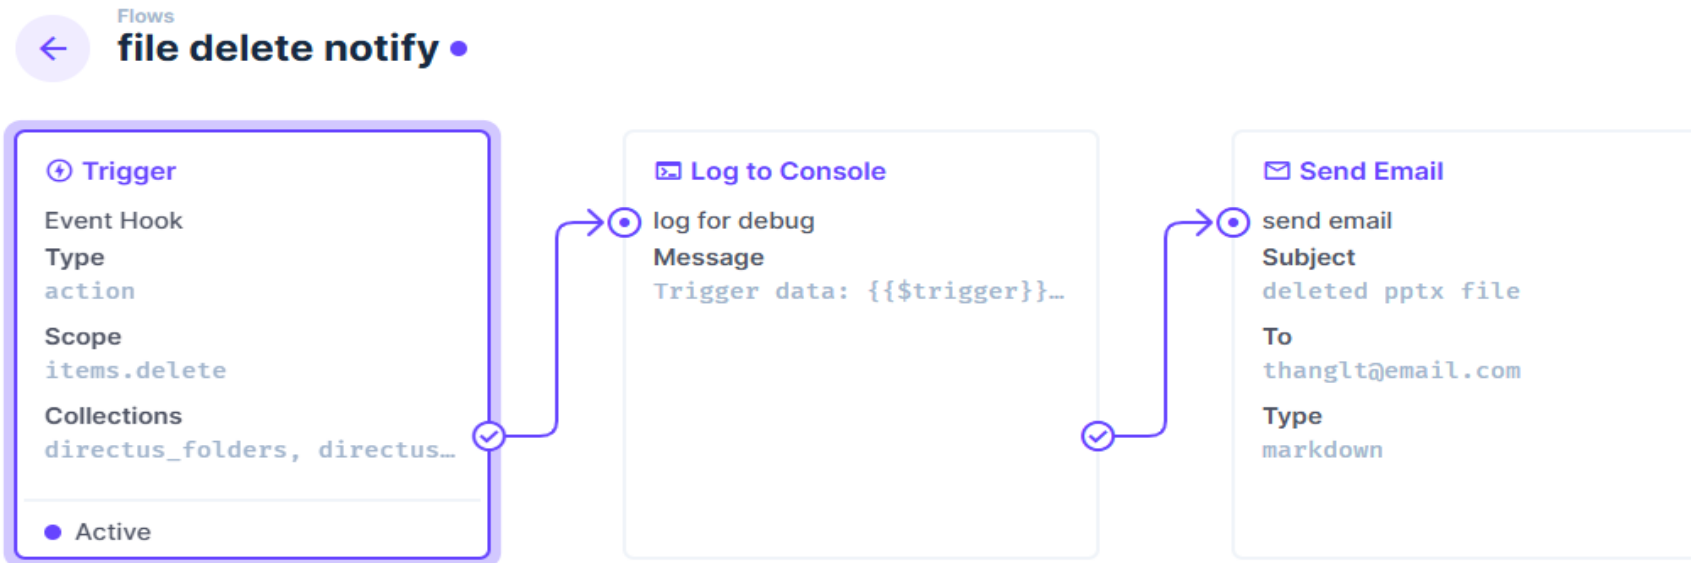 Flows
file delete notify
Trigger
Event Hook
Type
action
Scope
items.delete
Collections
directus_folders, directus…
Active
Log to Console
log for debug
Message
Trigger data: {{$trigger}}…
Send Email
send email
Subject
deleted pptx file
To
thanglt@email.com
Type
markdown